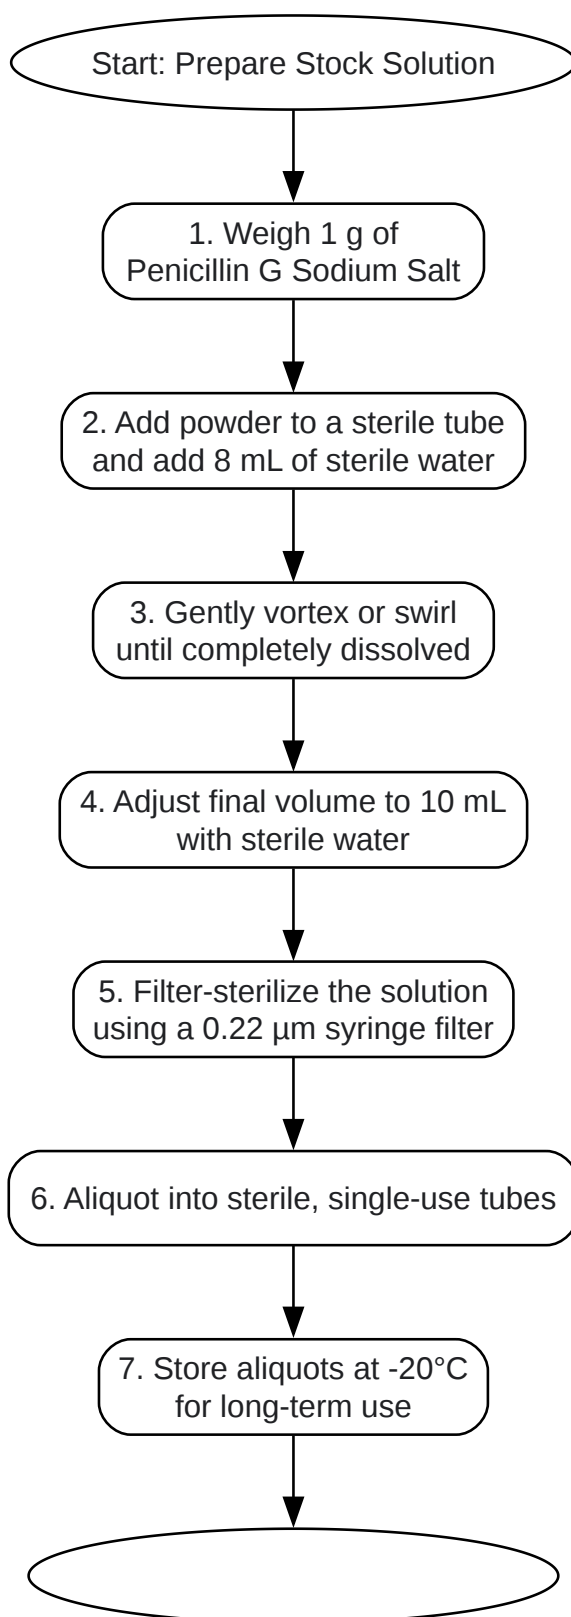 Start: Prepare Stock Solution
1. Weigh 1 g of
Penicillin G Sodium Salt
2. Add powder to a sterile tube
and add 8 mL of sterile water
3. Gently vortex or swirl
until completely dissolved
4. Adjust final volume to 10 mL
with sterile water
5. Filter-sterilize the solution
using a 0.22 µm syringe filter
6. Aliquot into sterile, single-use tubes
7. Store aliquots at -20°C
for long-term use